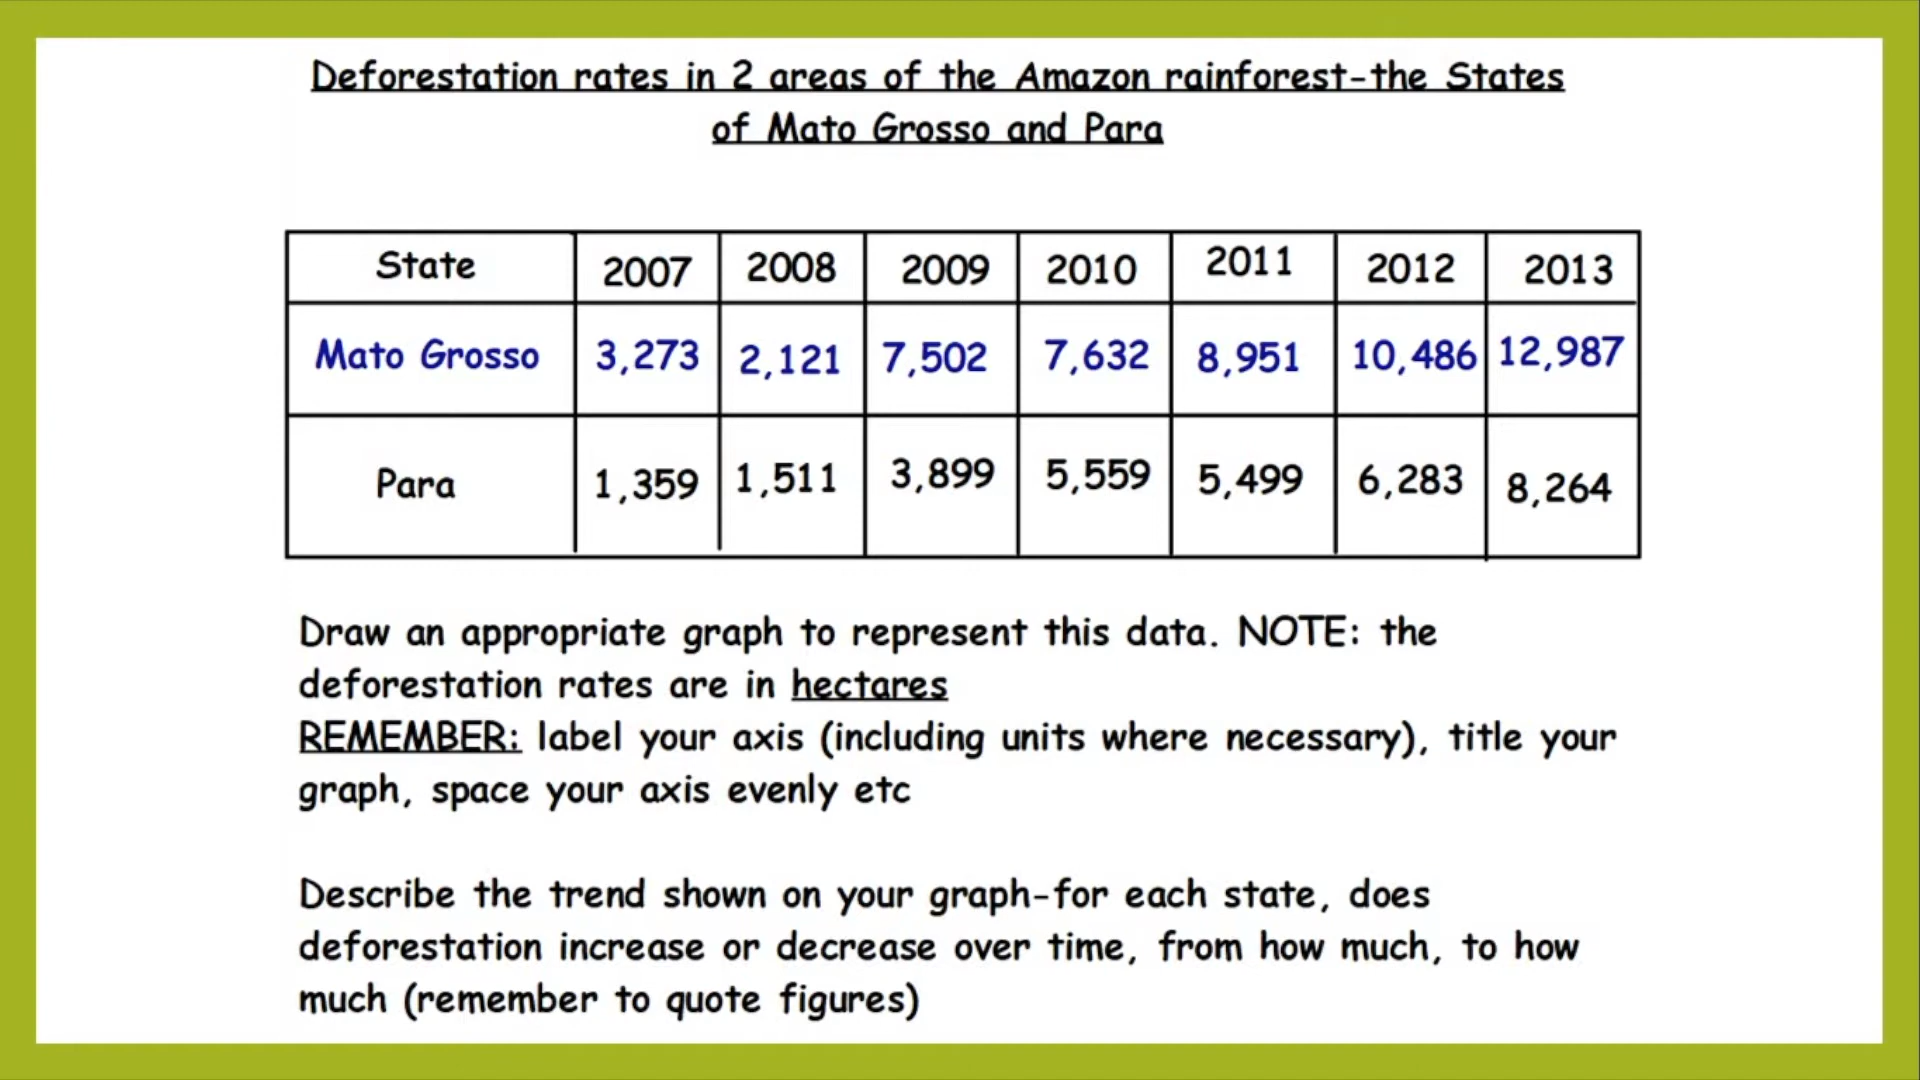 Deforestation rates in 2 areas of the Amazon rainforest-the States
of Mato Grosso and Para
State 2007 2008 2009 2010 2011 2012 2013
Mato Grosso 3,273 2,121 7,502 7,632 8,951 10,486 12,987
Para 1,359 1,511 3,899 5,559 5,499 6,283 8,264
Draw an appropriate graph to represent this data. NOTE: the
deforestation rates are in hectares
REMEMBER: label your axis (including units where necessary), title your
graph, space your axis evenly etc
Describe the trend shown on your graph-for each state, does
deforestation increase or decrease over time, from how much, to how
much (remember to quote figures)